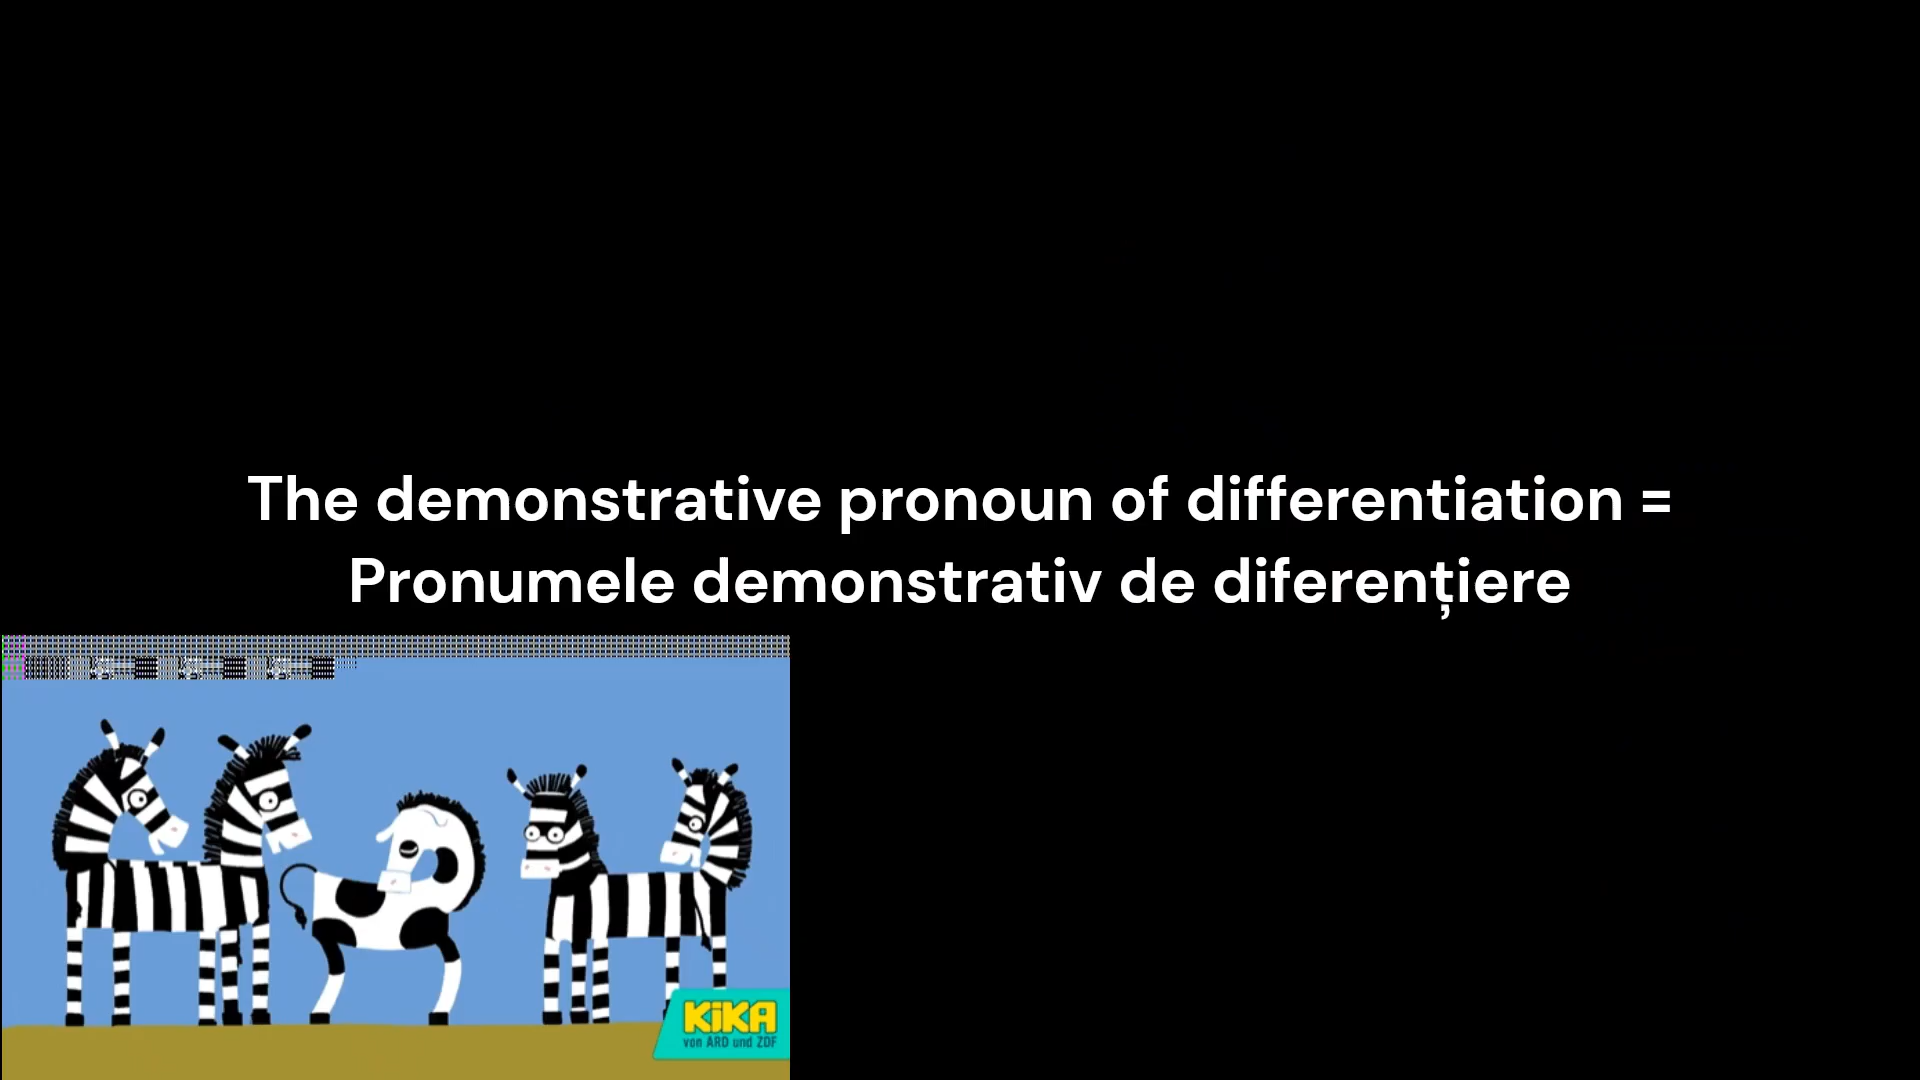 The demonstrative pronoun of differentiation =
Pronumele demonstrativ de diferențiere
KiKA
von ARD und ZDF